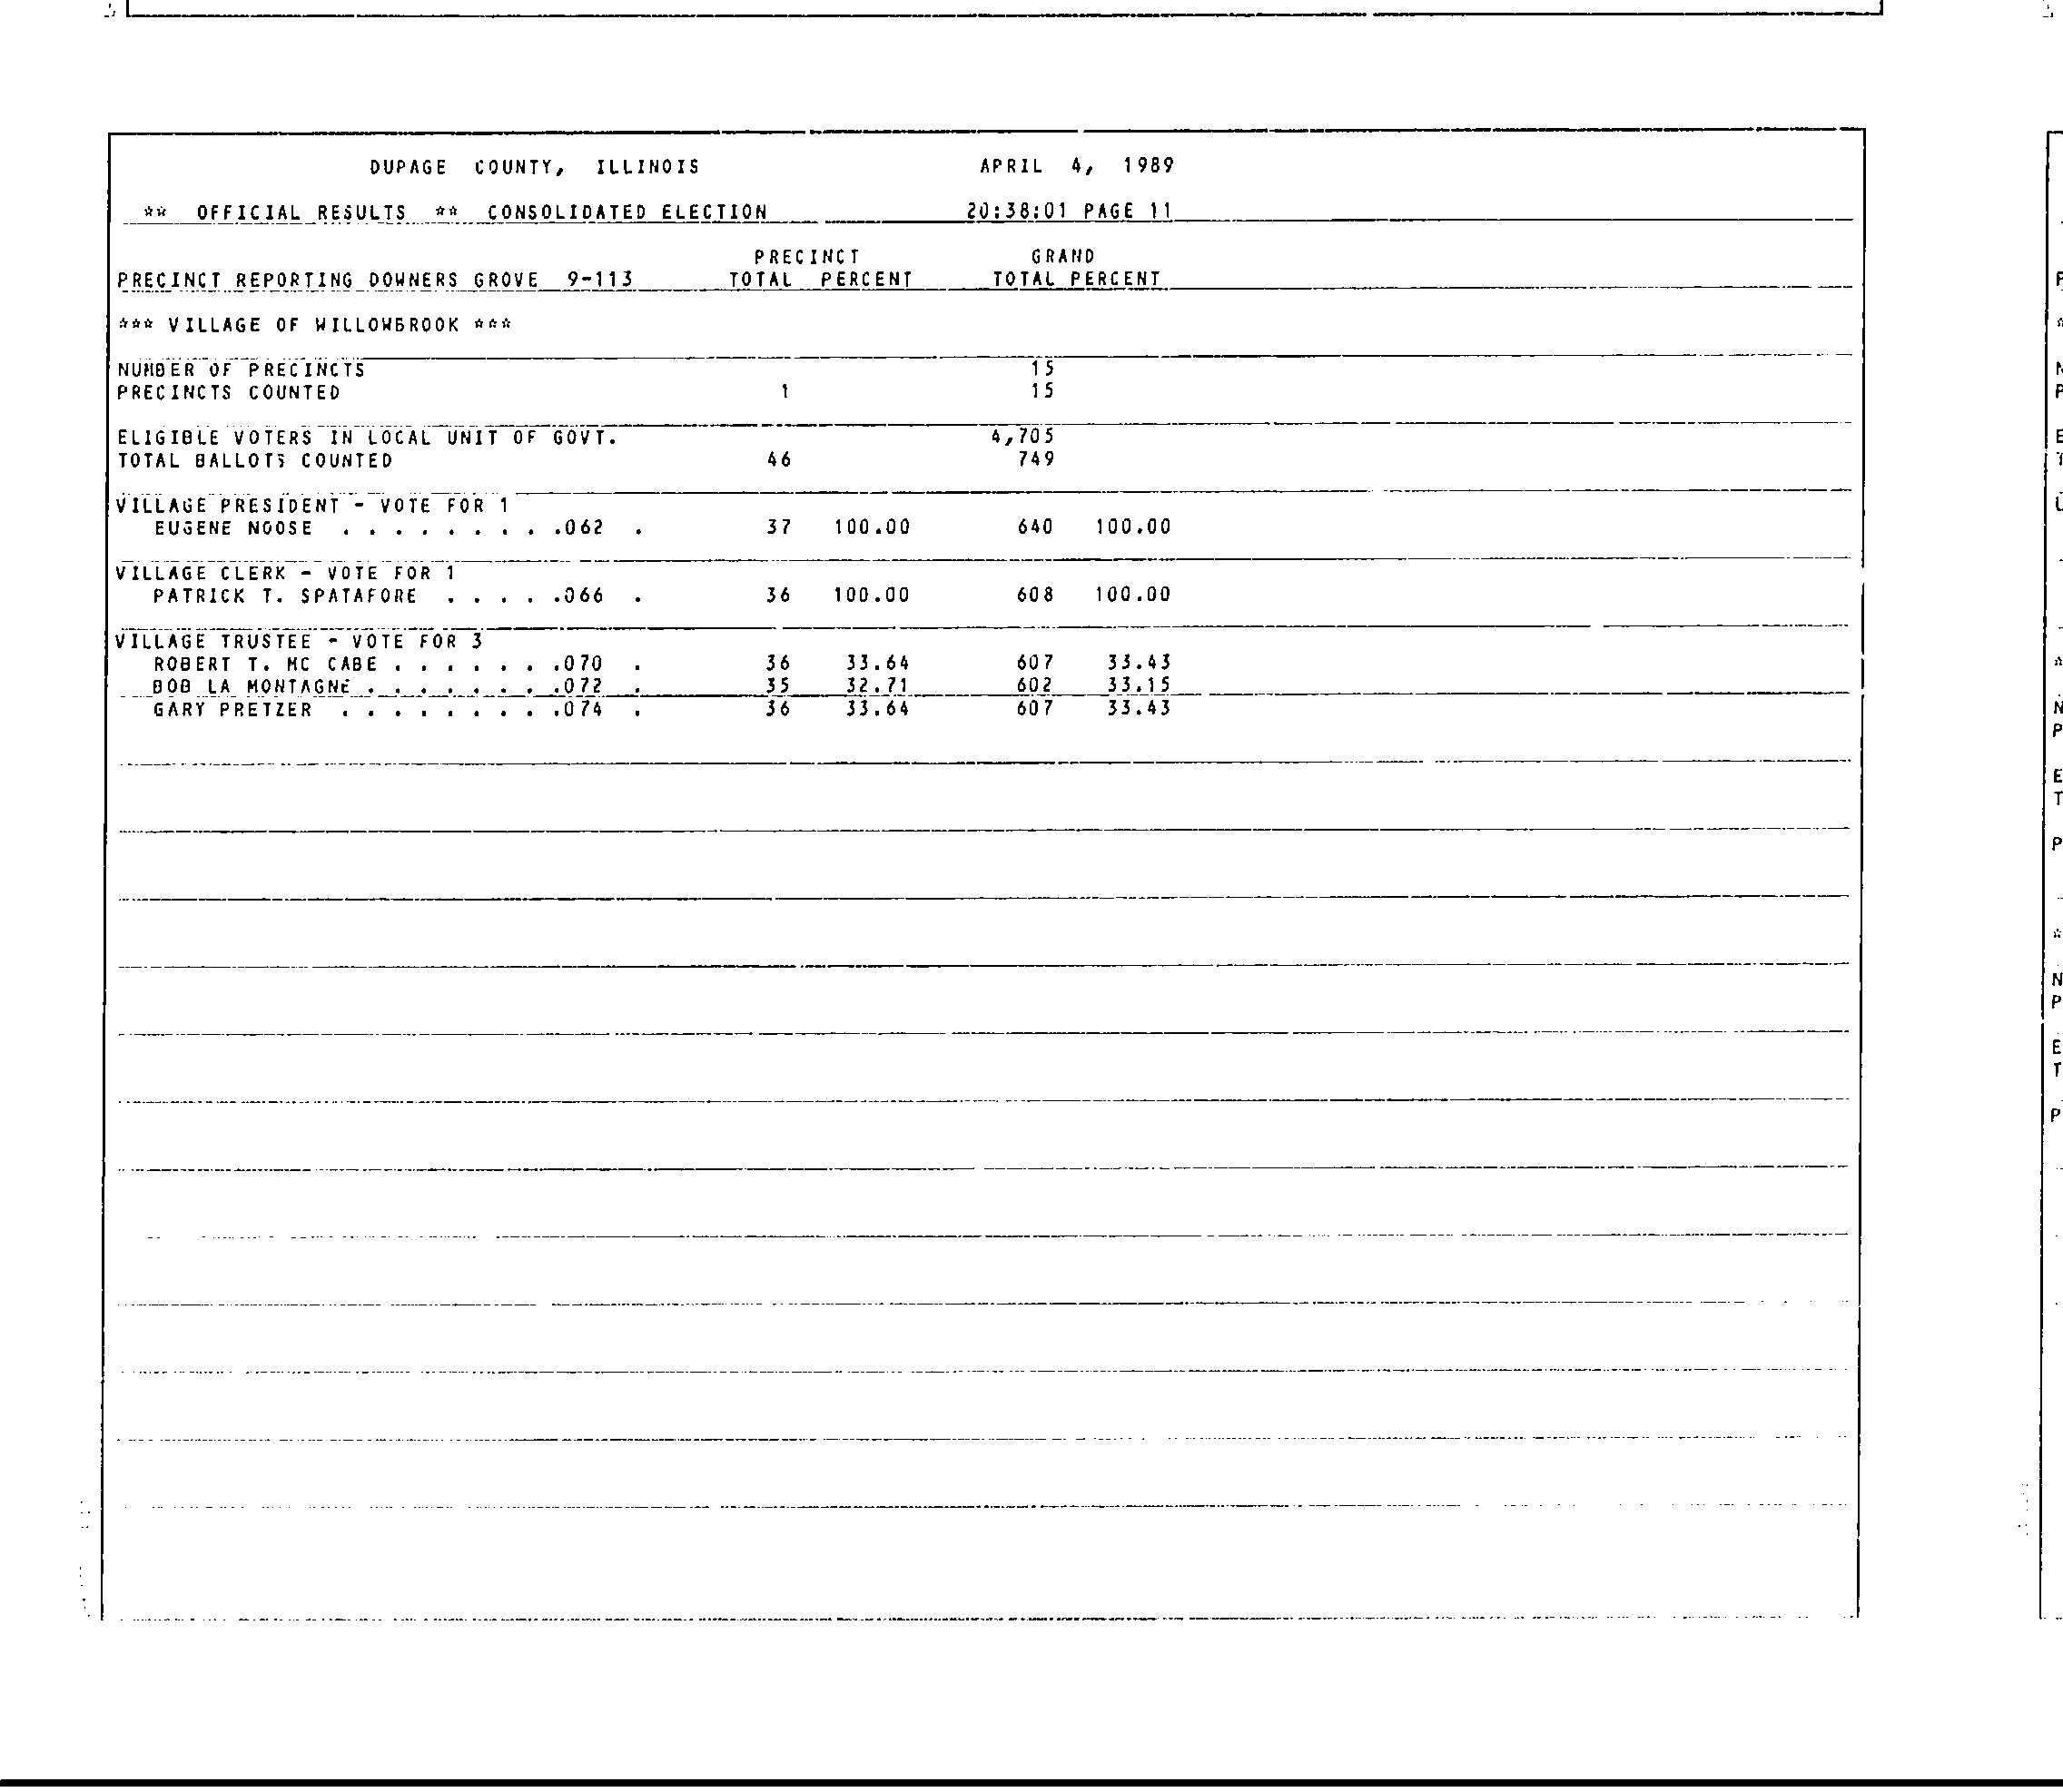 DUPAGE COUNTY, ILLINOIS APRIL 4, 1989
** OFFICIAL RESULTS ** CONSOLIDATED ELECTION 20:38:01 PAGE 11
PRECINCT GRAND
PRECINCT REPORTING DOWNERS GROVE 9-113 TOTAL PERCENT TOTAL PERCENT
*** VILLAGE OF WILLOWBROOK ***
NUMBER OF PRECINCTS 15
PRECINCTS COUNTED 1 15
ELIGIBLE VOTERS IN LOCAL UNIT OF GOVT. 4,705
TOTAL BALLOTS COUNTED 46 749
VILLAGE PRESIDENT - VOTE FOR 1
EUGENE NOOSE . . . . . . . . .062 . 37 100.00 640 100.00
VILLAGE CLERK - VOTE FOR 1
PATRICK T. SPATAFORE . . . . .066 . 36 100.00 608 100.00
VILLAGE TRUSTEE - VOTE FOR 3
ROBERT T. MC CABE . . . . . . .070 . 36 33.64 607 33.43
BOB LA MONTAGNE . . . . . . . .072 . 35 32.71 602 33.15
GARY PRETZER . . . . . . . . .074 . 36 33.64 607 33.43